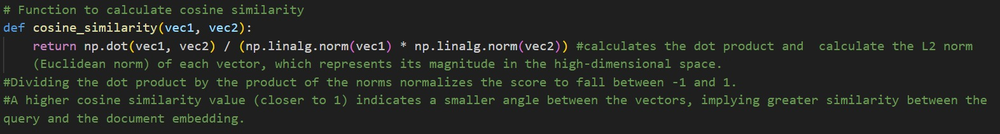 # Function to calculate cosine similarity
def cosine_similarity(vec1, vec2):
    return np.dot(vec1, vec2) / (np.linalg.norm(vec1) * np.linalg.norm(vec2)) #calculates the dot product and  calculate the L2 norm
    (Euclidean norm) of each vector, which represents its magnitude in the high-dimensional space.
#Dividing the dot product by the product of the norms normalizes the score to fall between -1 and 1.
#A higher cosine similarity value (closer to 1) indicates a smaller angle between the vectors, implying greater similarity between the
query and the document embedding.